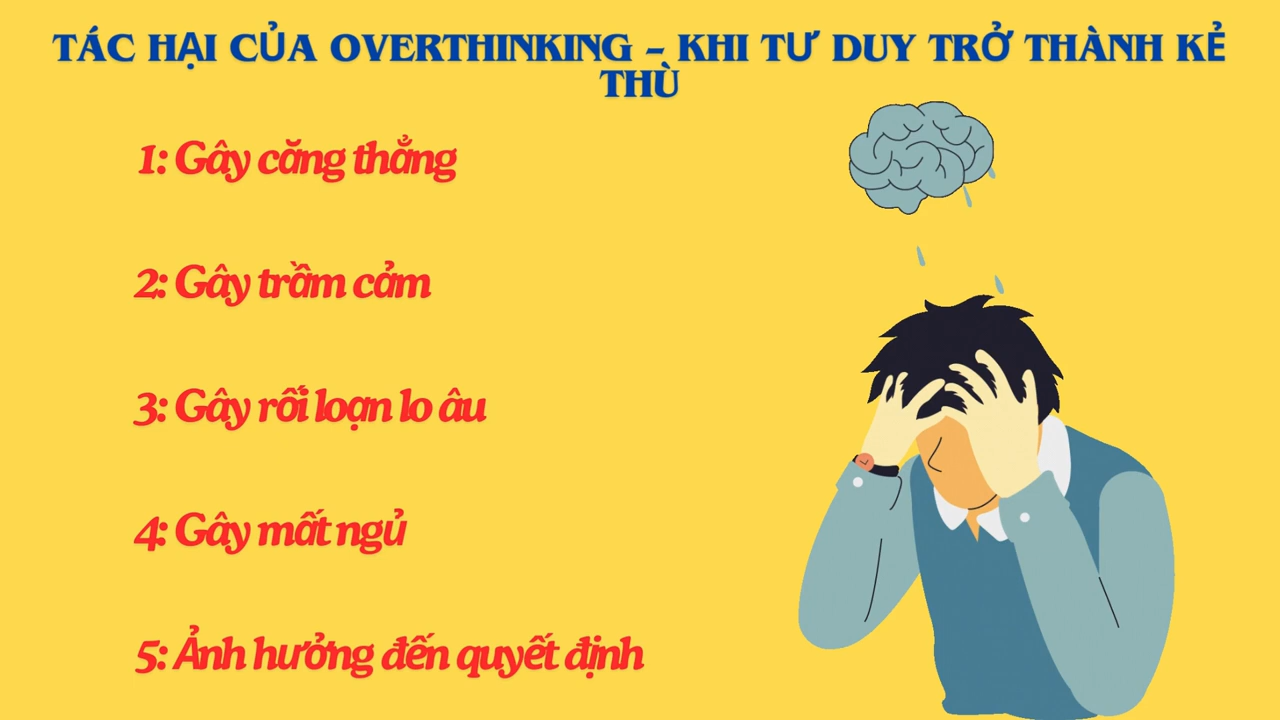 TÁC HẠI CỦA OVERTHINKING – KHI TƯ DUY TRỞ THÀNH KẺ
THÙ
1: Gây căng thẳng
2: Gây trầm cảm
3: Gây rối loạn lo âu
4: Gây mất ngủ
5: Ảnh hưởng đến quyết định